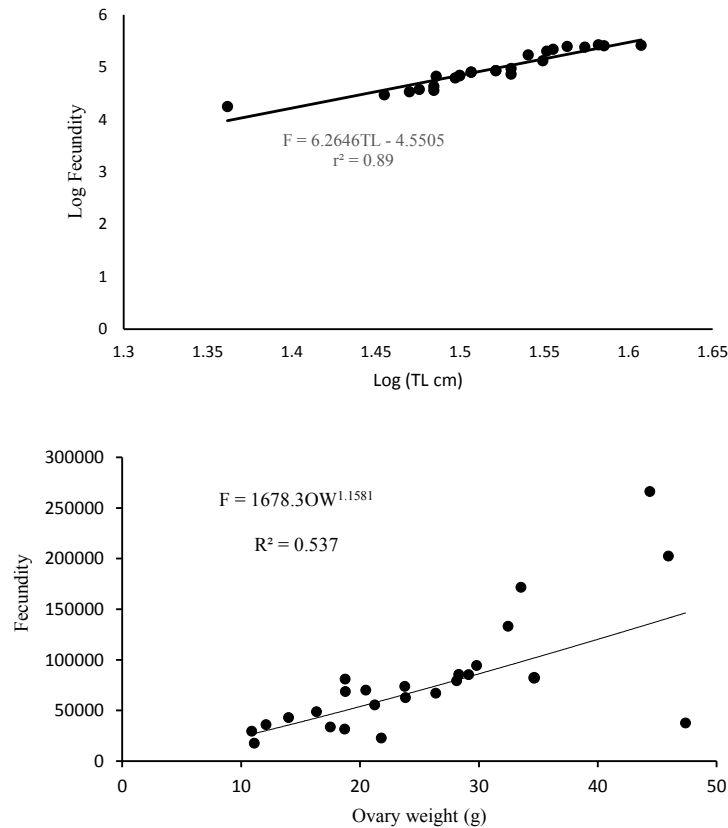 6
5
4
3
2
1
0
Log Fecundity
F = 6.2646TL - 4.5505
r² = 0.89
1.3 1.35 1.4 1.45 1.5 1.55 1.6 1.65
Log (TL cm)
300000
250000
200000
150000
100000
50000
0
Fecundity
F = 1678.3OW^1.1581
R² = 0.537
0 10 20 30 40 50
Ovary weight (g)